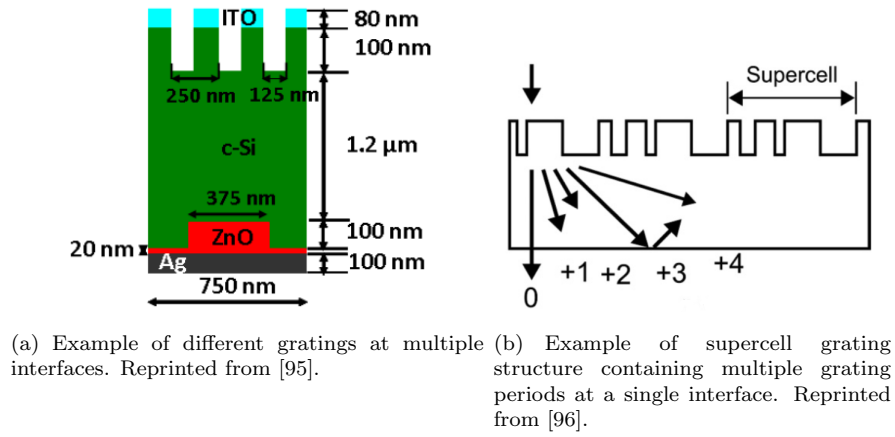 ITO
80 nm
100 nm
250 nm
125 nm
c-Si
1.2 µm
375 nm
ZnO
100 nm
20 nm
Ag
100 nm
750 nm
Supercell
0
+1
+2
+3
+4
(a) Example of different gratings at multiple
interfaces. Reprinted from [95].
(b) Example of supercell grating
structure containing multiple grating
periods at a single interface. Reprinted
from [96].